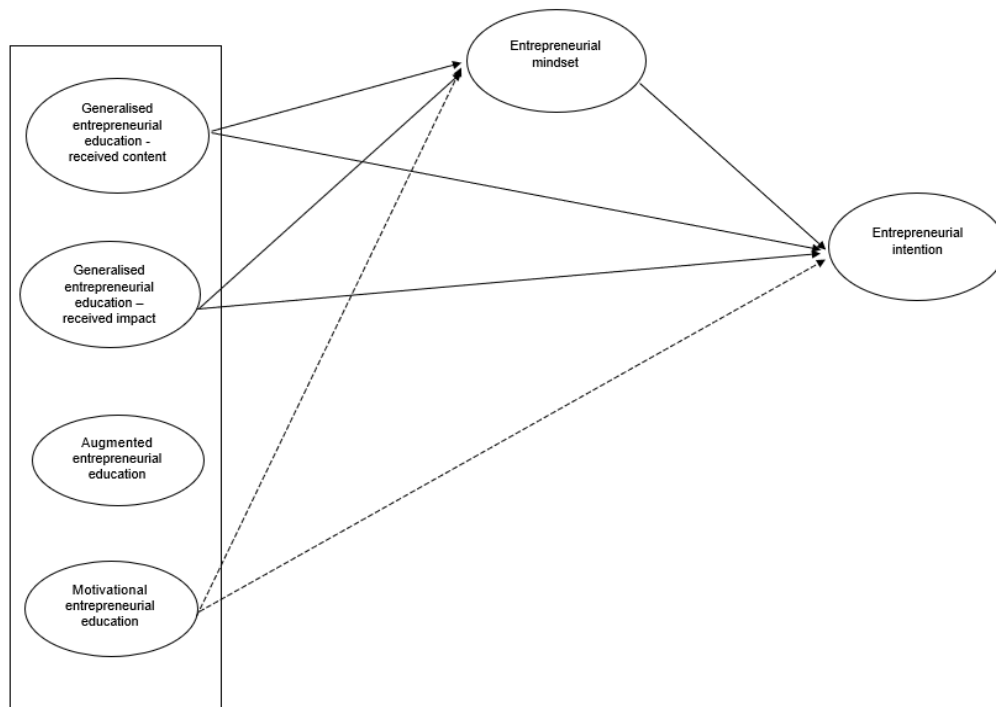 Entrepreneurial
mindset
Generalised
entrepreneurial
education -
received content
Entrepreneurial
intention
Generalised
entrepreneurial
education –
received impact
Augmented
entrepreneurial
education
Motivational
entrepreneurial
education